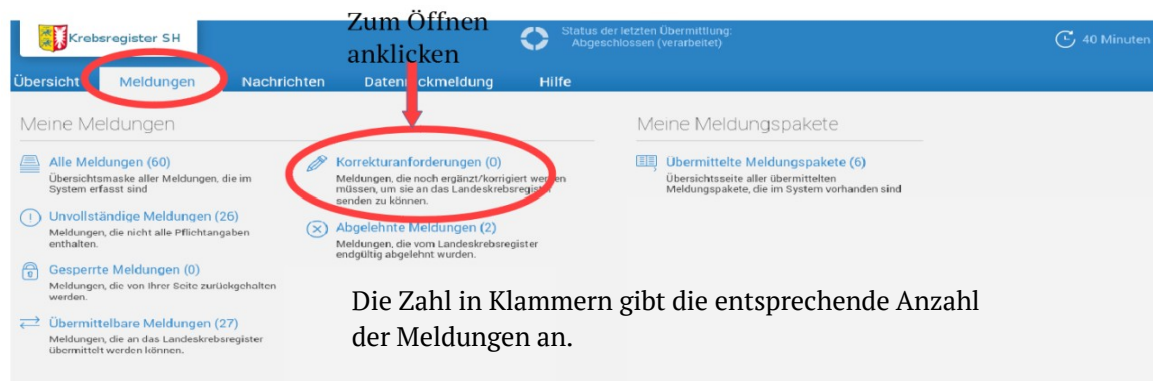 Krebsregister SH
Zum Öffnen
anklicken
Status der letzten Übermittlung:
Abgeschlossen (verarbeitet)
40 Minuten
Übersicht
Meldungen
Nachrichten
Hilfe
Meine Meldungen
Alle Meldungen (60)
Übersichtsmaske aller Meldungen, die im
System erfasst sind
Unvollständige Meldungen (26)
Meldungen, die nicht alle Pflichtangaben
enthalten.
Gesperrte Meldungen (0)
Meldungen, die von Ihrer Seite zurückgehalten
werden.
Übermittelbare Meldungen (27)
Meldungen, die an das Landeskrebsregister
übermittelt werden können.
Korrekturanforderungen (0)
Meldungen, die noch ergänzt/korrigiert werden
müssen, um sie an das Landeskrebsregister
senden zu können.
Abgelehnte Meldungen (2)
Meldungen, die vom Landeskrebsregister
endgültig abgelehnt wurden.
Meine Meldungspakete
Übermittelte Meldungspakete (6)
Übersichtsseite aller übermittelten
Meldungspakete, die im System vorhanden sind
Die Zahl in Klammern gibt die entsprechende Anzahl
der Meldungen an.